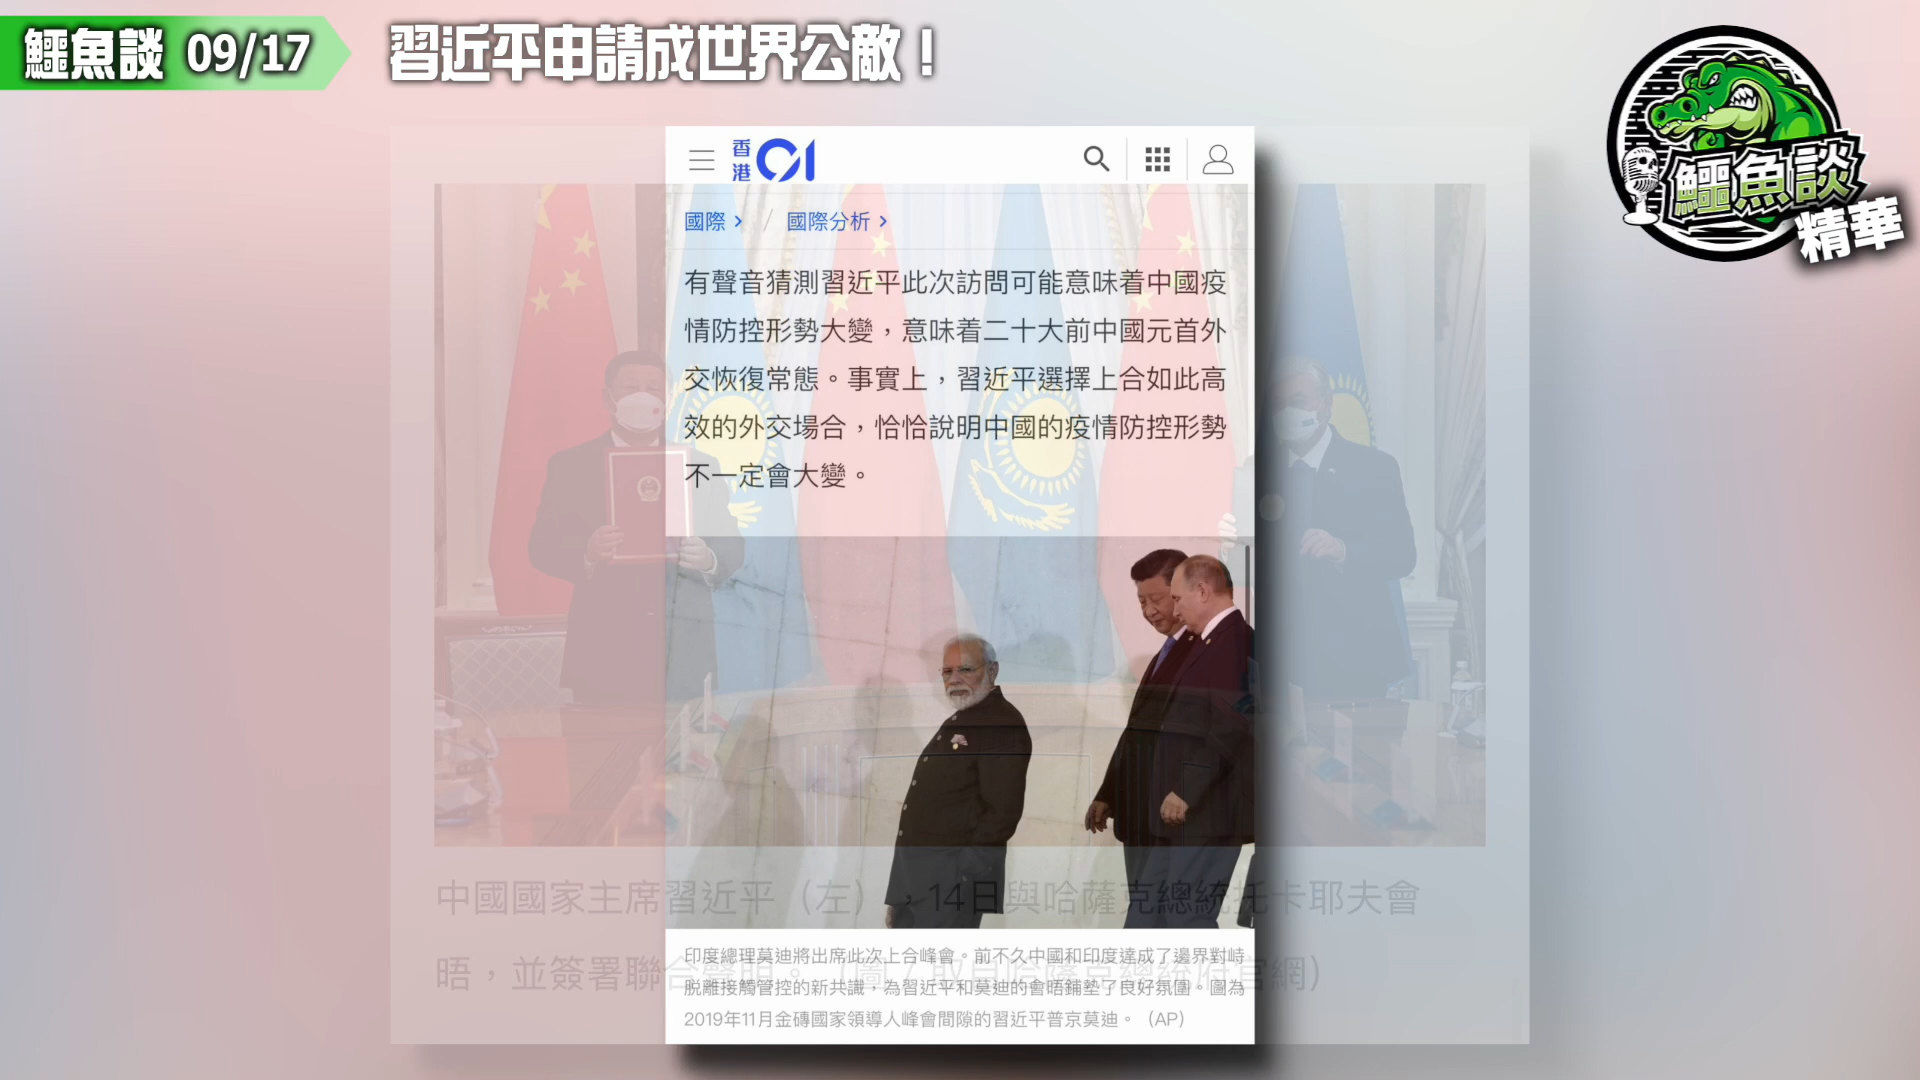 鱷魚談 09/17
習近平申請成世界公敵！
鱷魚談
精華
香港01
國際 › / 國際分析 ›
有聲音猜測習近平此次訪問可能意味着中國疫
情防控形勢大變，意味着二十大前中國元首外
交恢復常態。事實上，習近平選擇上合如此高
效的外交場合，恰恰說明中國的疫情防控形勢
不一定會大變。
中國國家主席習近平（左），14日與哈薩克總統托卡耶夫會
晤，並簽署聯合聲明。（圖／取自哈薩克總統府官網）
印度總理莫迪將出席此次上合峰會。前不久中國和印度達成了邊界對峙
脫離接觸管控的新共識，為習近平和莫迪的會晤鋪墊了良好氛圍。圖為
2019年11月金磚國家領導人峰會間隙的習近平普京莫迪。（AP）